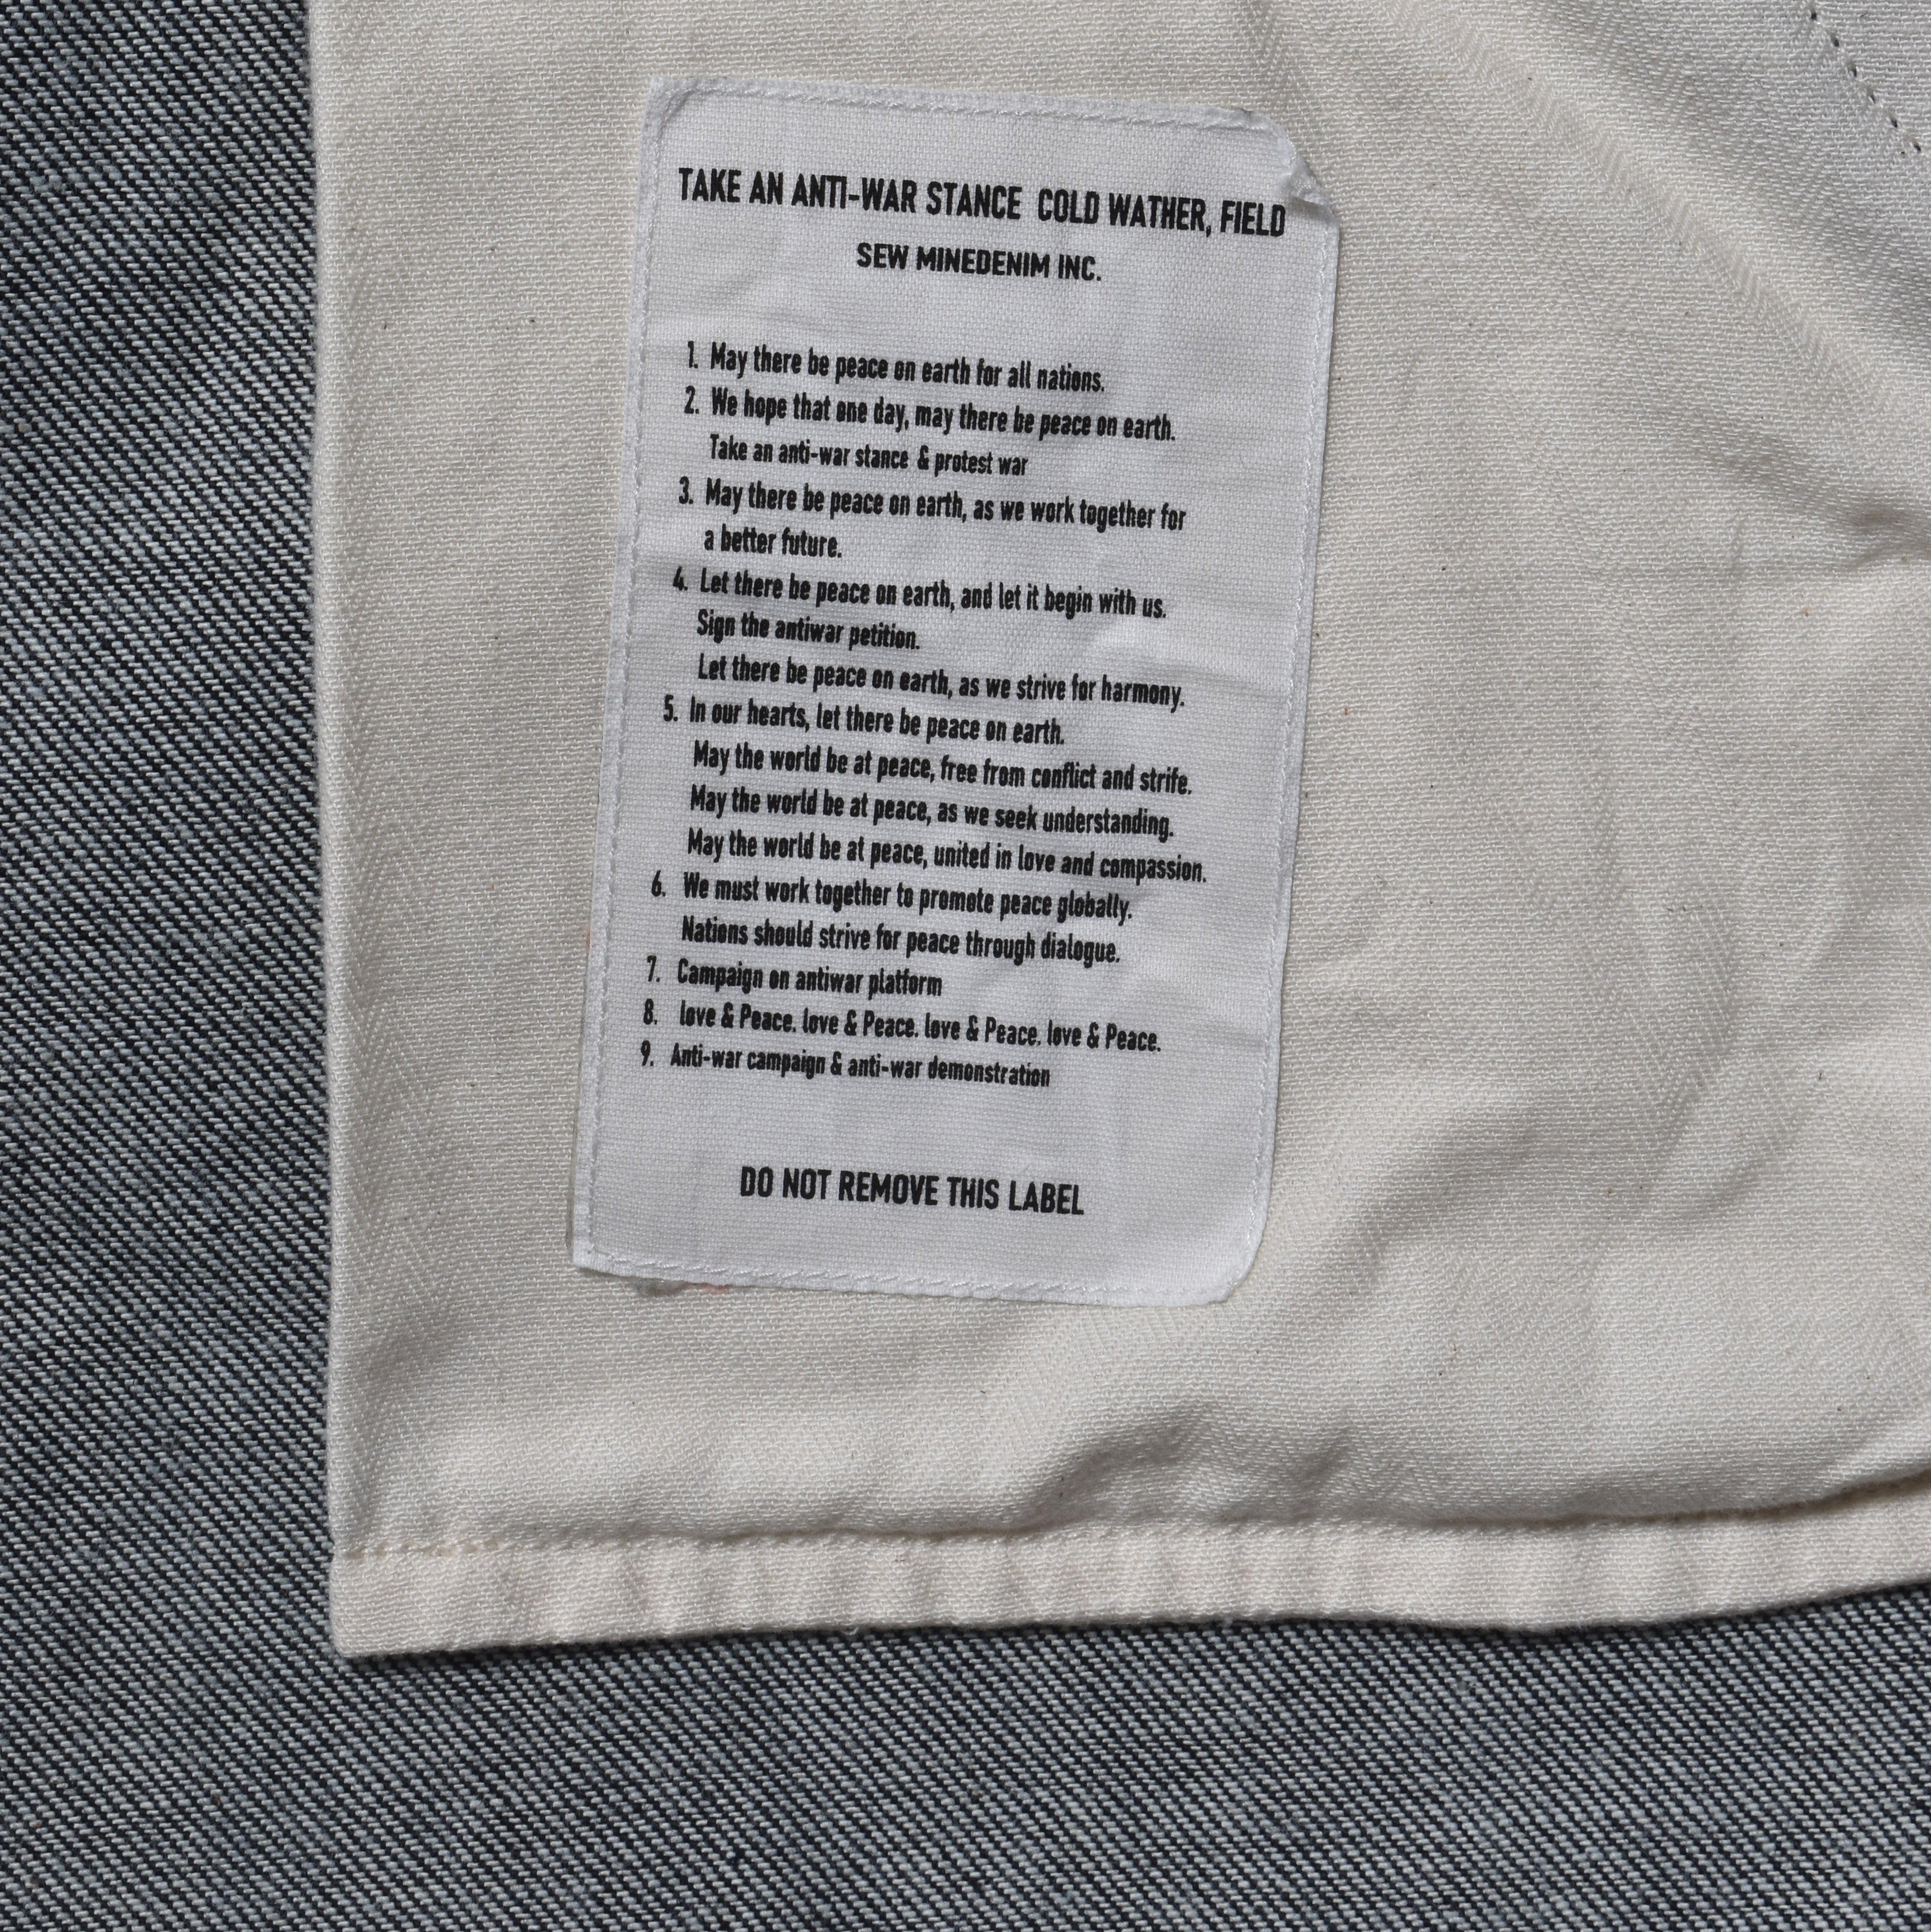 TAKE AN ANTI-WAR STANCE COLD WATHER, FIELD
SEW MINEDENIM INC.
1. May there be peace on earth for all nations.
2. We hope that one day, may there be peace on earth.
Take an anti-war stance & protest war
3. May there be peace on earth, as we work together for
a better future.
4. Let there be peace on earth, and let it begin with us.
Sign the antiwar petition.
Let there be peace on earth, as we strive for harmony.
5. In our hearts, let there be peace on earth.
May the world be at peace, free from conflict and strife.
May the world be at peace, as we seek understanding.
May the world be at peace, united in love and compassion.
6. We must work together to promote peace globally.
Nations should strive for peace through dialogue.
7. Campaign on antiwar platform
8. love & Peace. love & Peace. love & Peace. love & Peace.
9. Anti-war campaign & anti-war demonstration
DO NOT REMOVE THIS LABEL